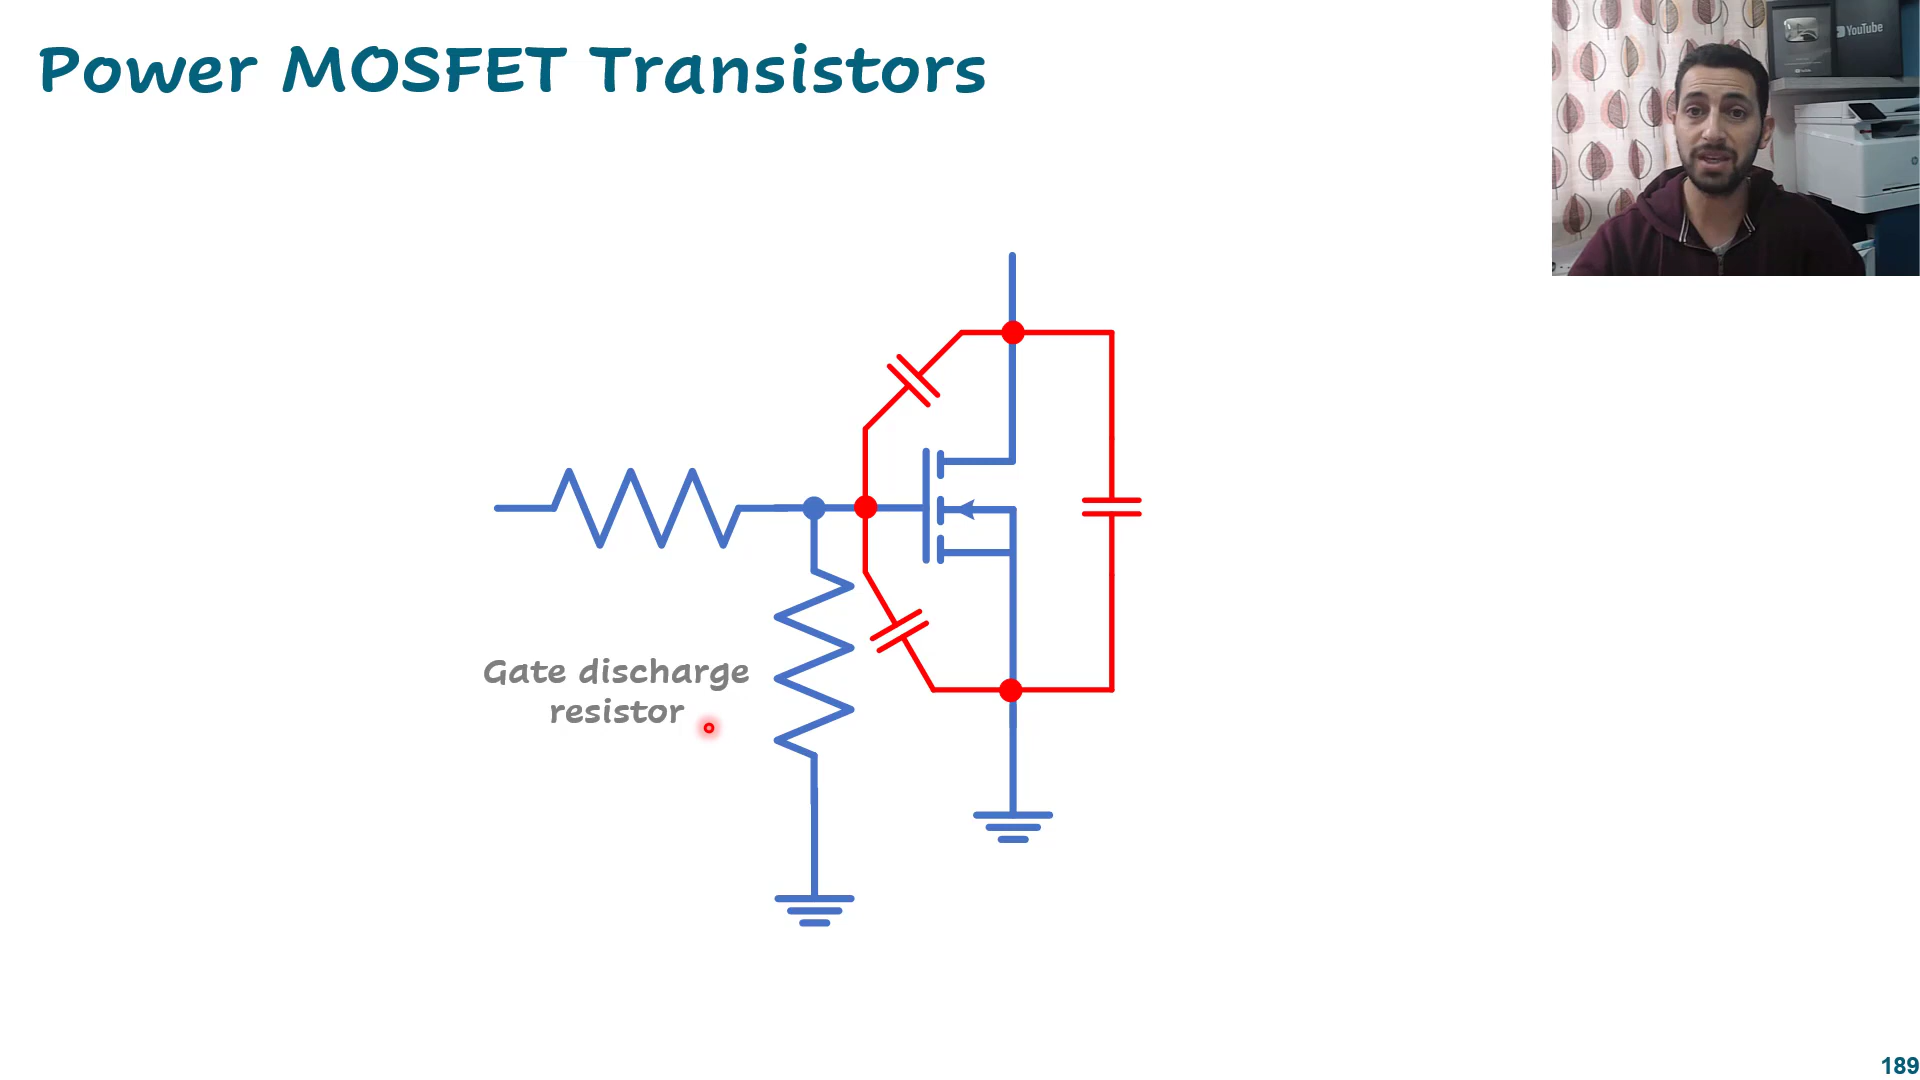 Power MOSFET Transistors
YouTube
Gate discharge
resistor
189